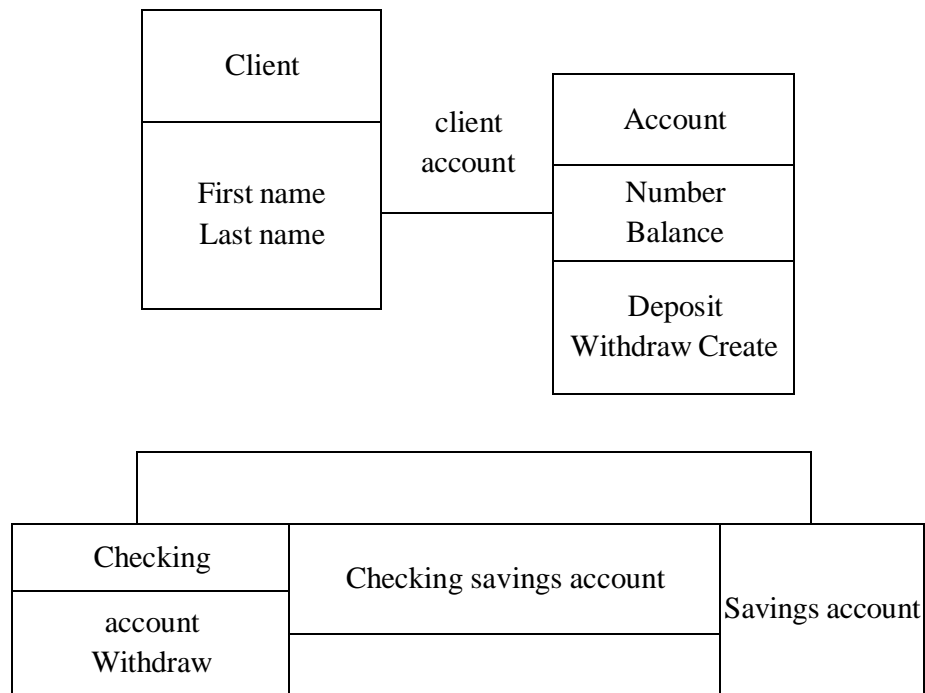 Client
First name
Last name
client
account
Account
Number
Balance
Deposit
Withdraw Create
Checking
account
Withdraw
Checking savings account
Savings account